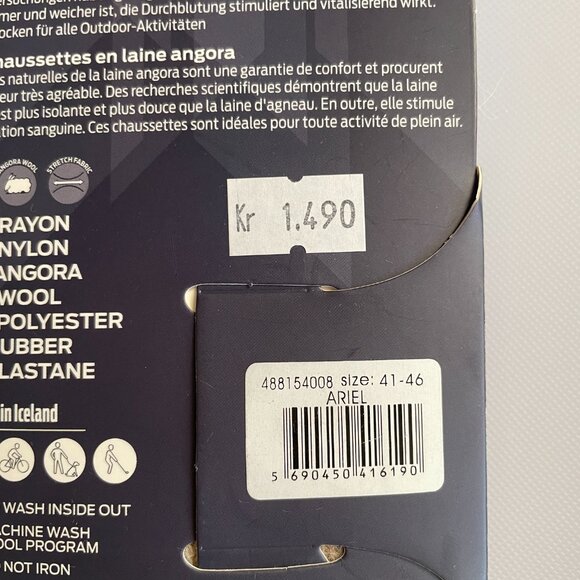 mer und weicher ist, die Durchblutung stimuliert und vitalisierend wirkt.
ocken für alle Outdoor-Aktivitäten
haussettes en laine angora
s naturelles de la laine angora sont une garantie de confort et procurent
eur très agréable. Des recherches scientifiques démontrent que la laine
est plus isolante et plus douce que la laine d'agneau. En outre, elle stimule
ation sanguine. Ces chaussettes sont idéales pour toute activité de plein air.
ANGORA WOOL
STRETCH FABRIC
RAYON
NYLON
ANGORA
WOOL
POLYESTER
UBBER
LASTANE
Kr 1.490
in Iceland
488154008 size: 41-46
ARIEL
5 690450 416190
WASH INSIDE OUT
ACHINE WASH
OOL PROGRAM
NOT IRON